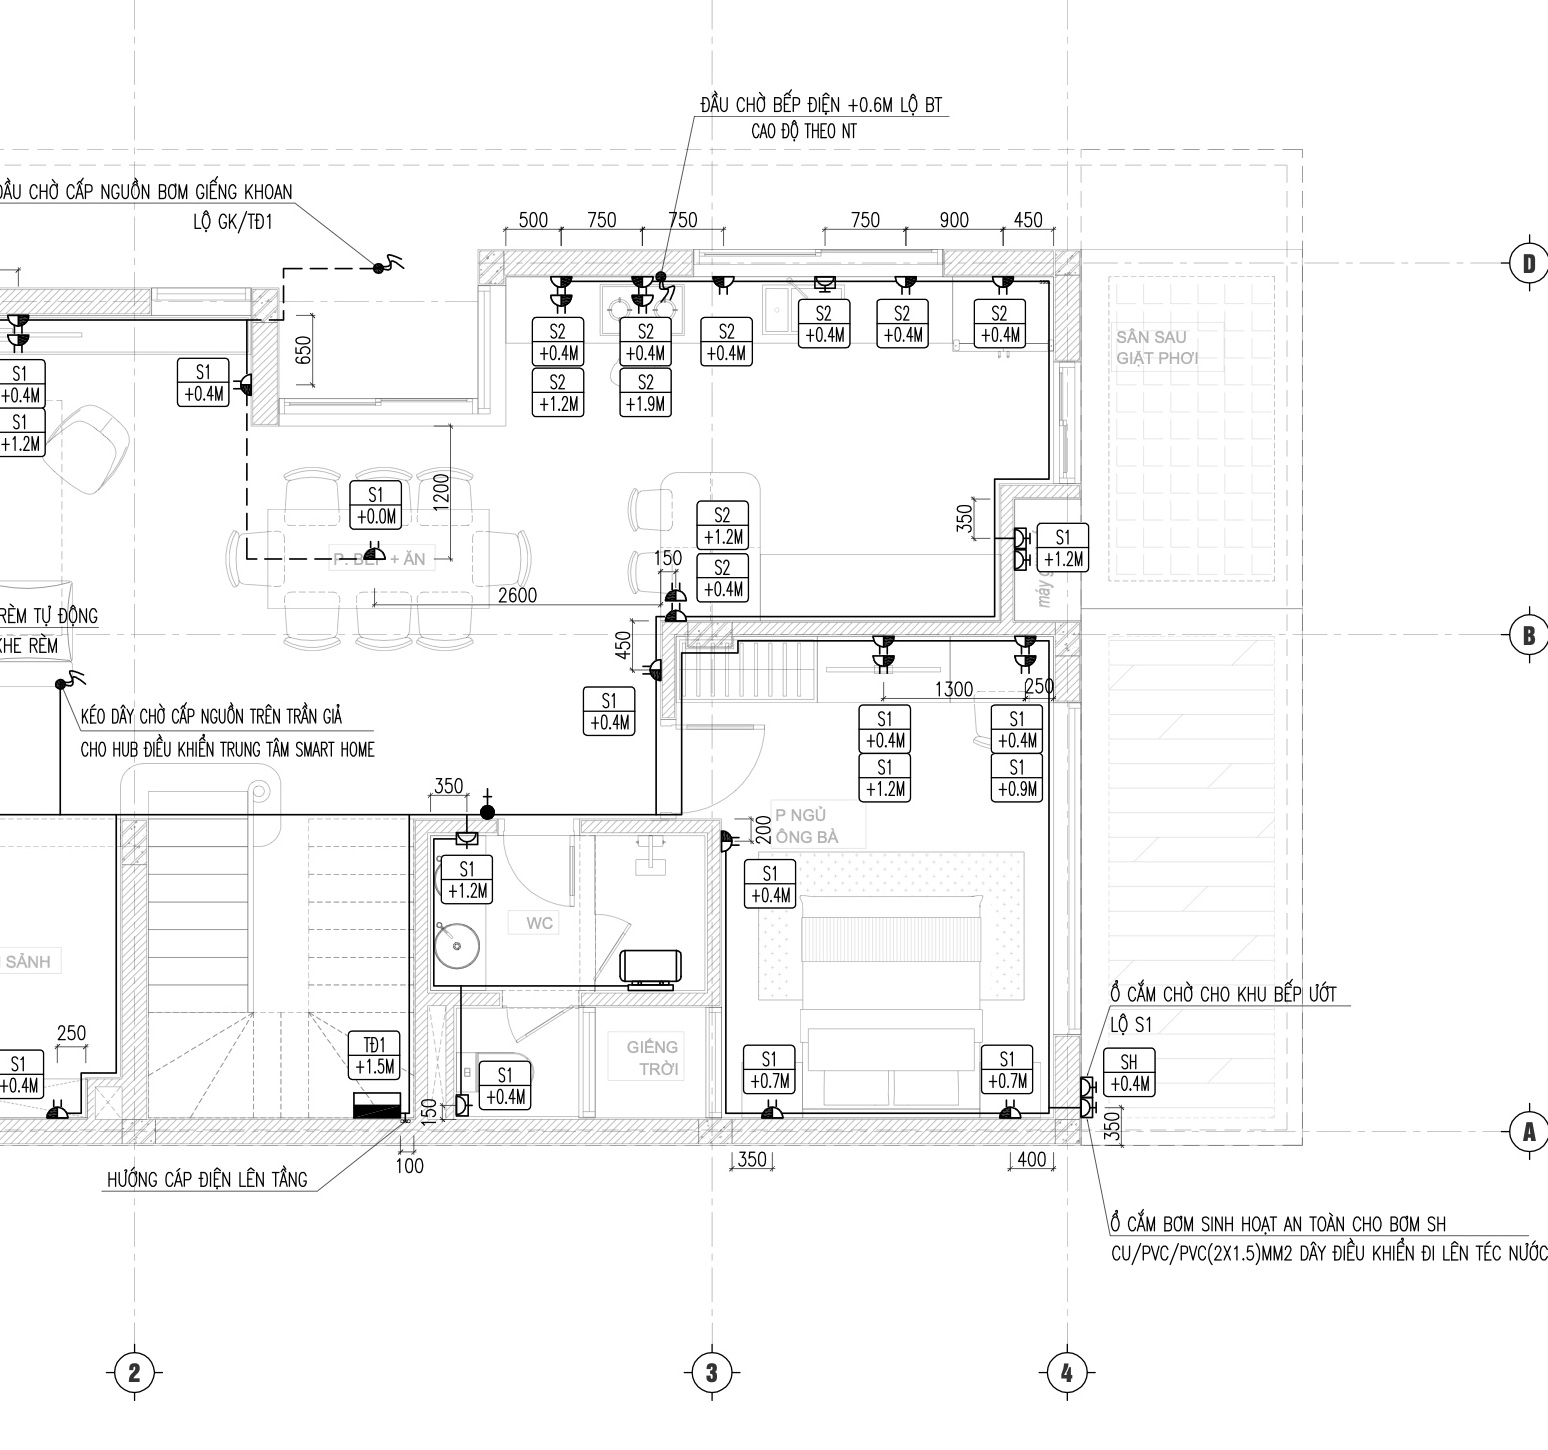 ĐẦU CHỜ BẾP ĐIỆN +0.6M LỘ BT
CAO ĐỘ THEO NT
ĐẦU CHỜ CẤP NGUỒN BƠM GIẾNG KHOAN
LỘ GK/TĐ1
500
750
750
750
900
450
D
650
S1
+0.4M
S1
+1.2M
S1
+0.4M
S2
+0.4M
S2
+1.2M
S2
+0.4M
S2
+1.9M
S2
+0.4M
S2
+0.4M
S2
+0.4M
S2
+0.4M
SÂN SAU
GIẶT PHƠI
1200
S1
+0.0M
P. BẾP + ĂN
S2
+1.2M
S2
+0.4M
350
S1
+1.2M
máy g
150
2600
RÈM TỰ ĐỘNG
KHE RÈM
450
B
S1
+0.4M
1300
250
KÉO DÂY CHỜ CẤP NGUỒN TRÊN TRẦN GIẢ
CHO HUB ĐIỀU KHIỂN TRUNG TÂM SMART HOME
S1
+0.4M
S1
+1.2M
S1
+0.4M
S1
+0.9M
350
200
P NGỦ
ÔNG BÀ
S1
+1.2M
S1
+0.4M
WC
SẢNH
Ổ CẮM CHỜ CHO KHU BẾP ƯỚT
LỘ S1
250
S1
+0.4M
TĐ1
+1.5M
GIẾNG
TRỜI
S1
+0.4M
150
S1
+0.7M
S1
+0.7M
SH
+0.4M
350
A
100
350
400
HƯỚNG CÁP ĐIỆN LÊN TẦNG
Ổ CẮM BƠM SINH HOẠT AN TOÀN CHO BƠM SH
CU/PVC/PVC(2X1.5)MM2 DÂY ĐIỀU KHIỂN ĐI LÊN TÉC NƯỚC
2
3
4